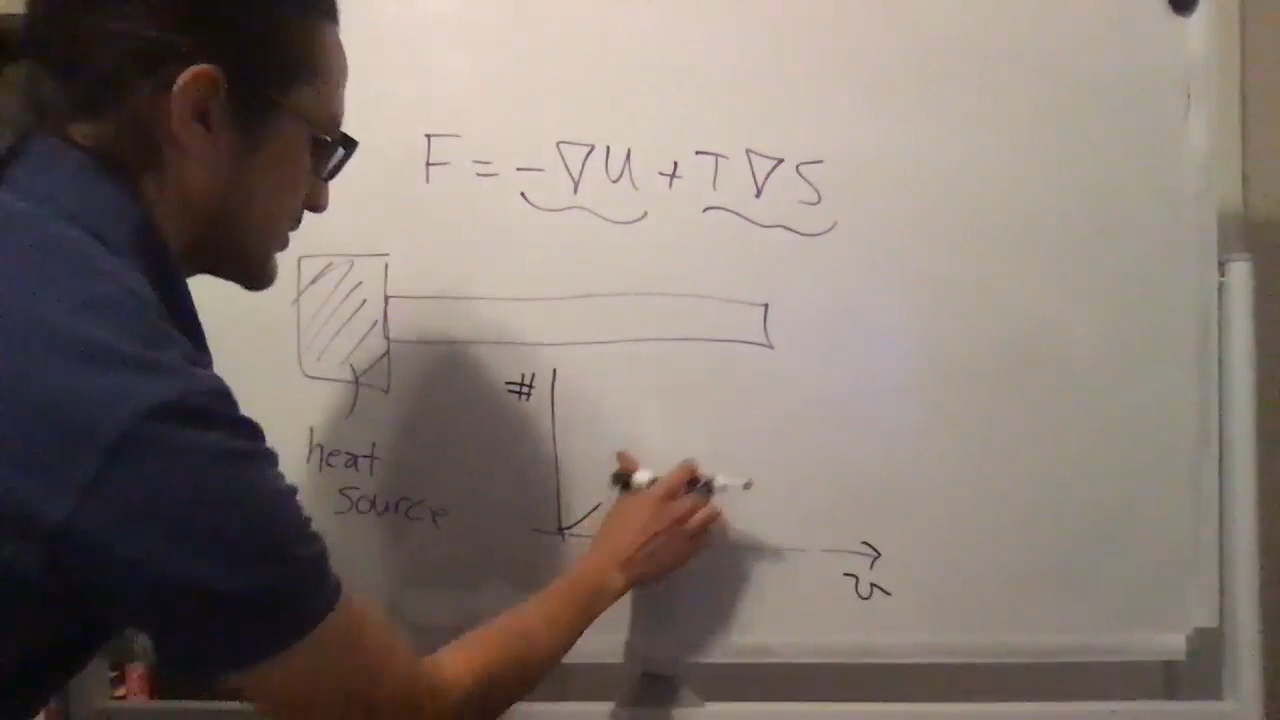 F = -∇U + T∇S
heat
source
#
v